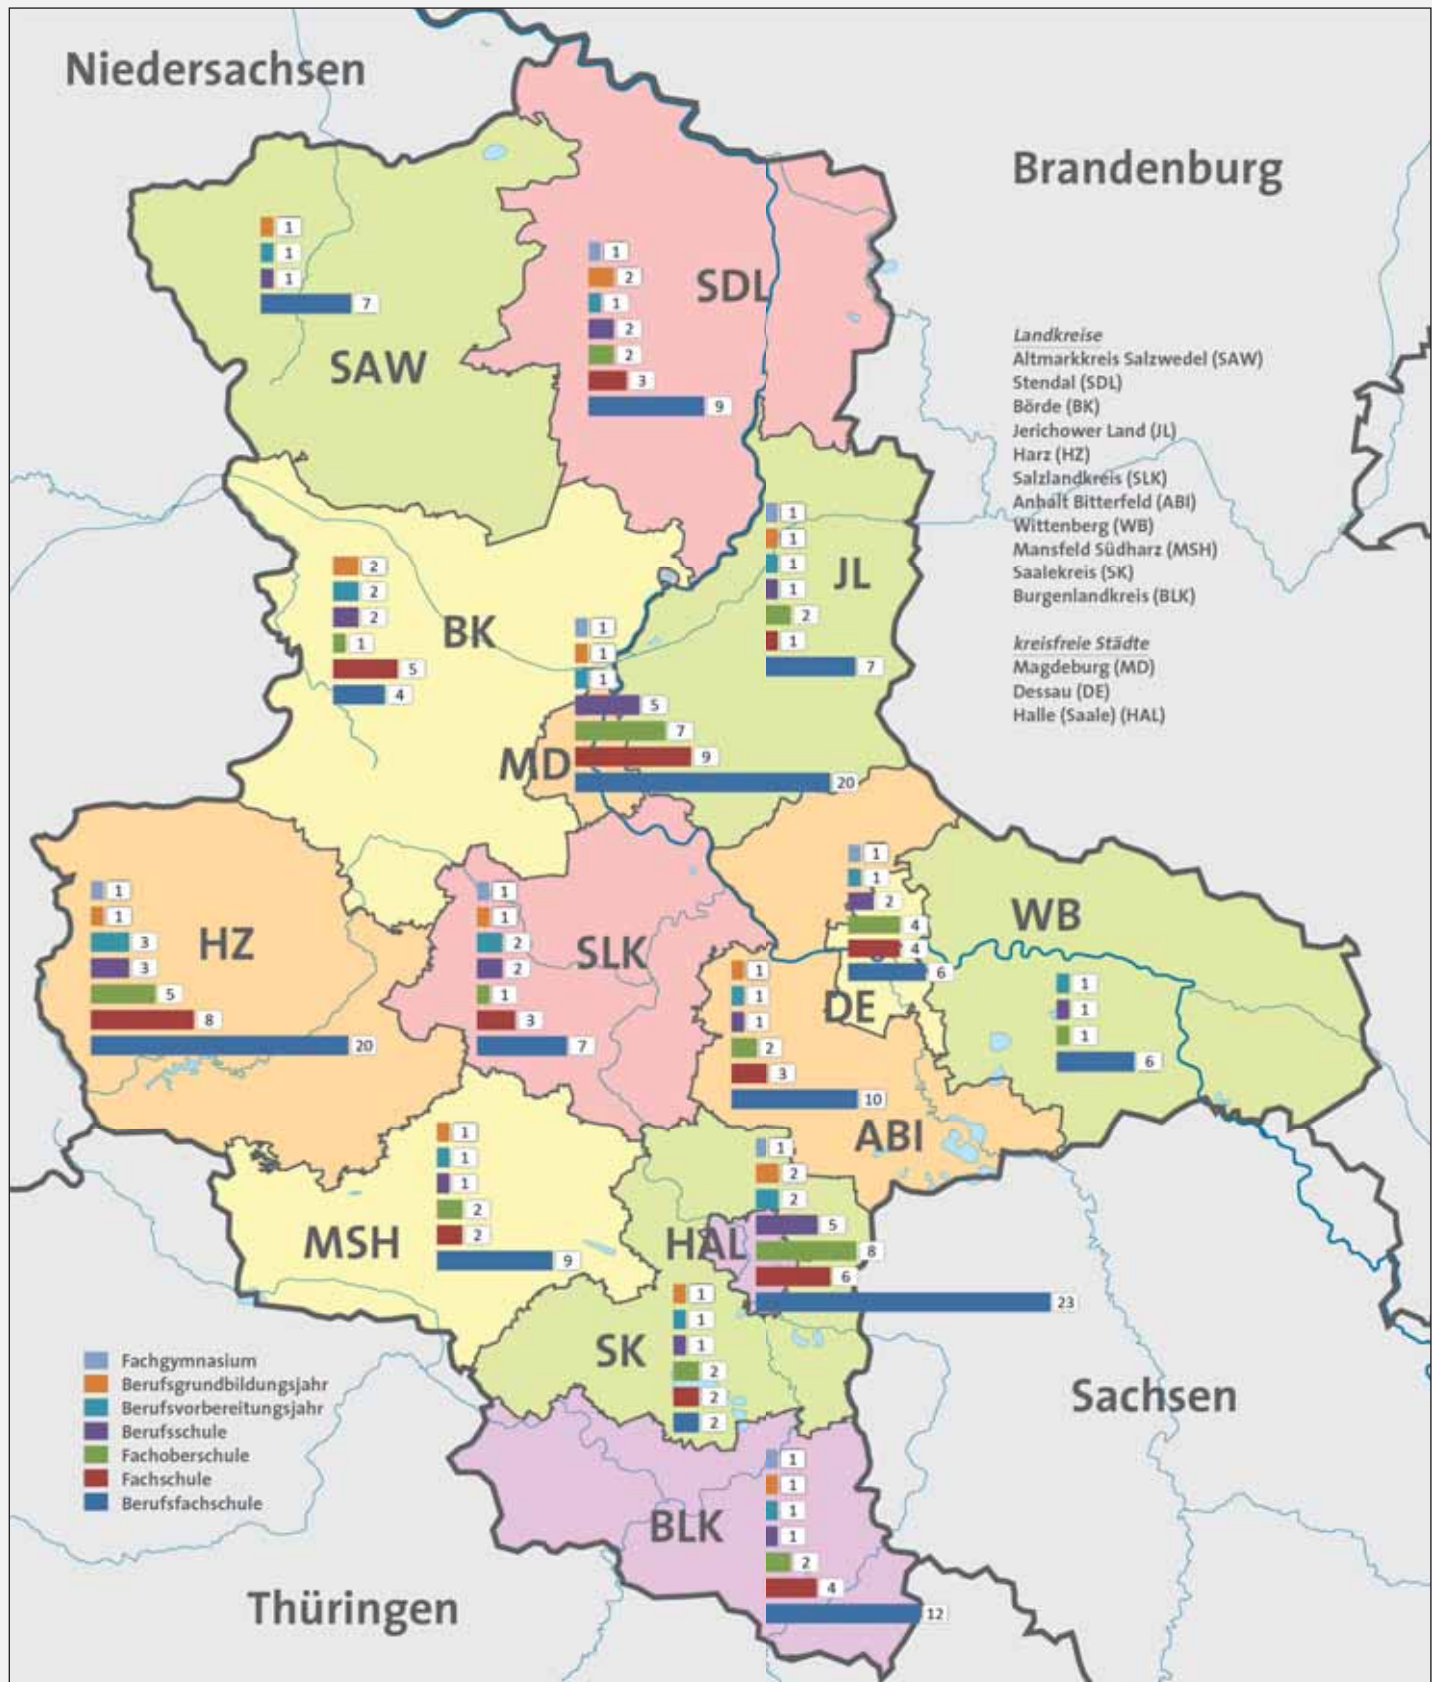 Niedersachsen
Brandenburg
1
1
1
7
SAW
1
2
1
2
2
3
9
SDL
Landkreise
Altmarkkreis Salzwedel (SAW)
Stendal (SDL)
Börde (BK)
Jerichower Land (JL)
Harz (HZ)
Salzlandkreis (SLK)
Anhalt Bitterfeld (ABI)
Wittenberg (WB)
Mansfeld Südharz (MSH)
Saalekreis (SK)
Burgenlandkreis (BLK)
kreisfreie Städte
Magdeburg (MD)
Dessau (DE)
Halle (Saale) (HAL)
2
2
2
1
5
4
BK
1
1
1
5
7
9
20
MD
1
1
1
1
2
1
7
JL
1
1
3
3
5
8
20
HZ
1
1
2
2
1
3
7
SLK
1
1
2
4
4
6
DE
WB
1
1
1
6
1
1
1
2
3
10
ABI
1
1
1
2
2
9
MSH
1
2
2
5
8
6
23
HAL
1
1
1
2
2
2
SK
1
1
1
1
2
4
12
BLK
Fachgymnasium
Berufsgrundbildungsjahr
Berufsvorbereitungsjahr
Berufsschule
Fachoberschule
Fachschule
Berufsfachschule
Sachsen
Thüringen